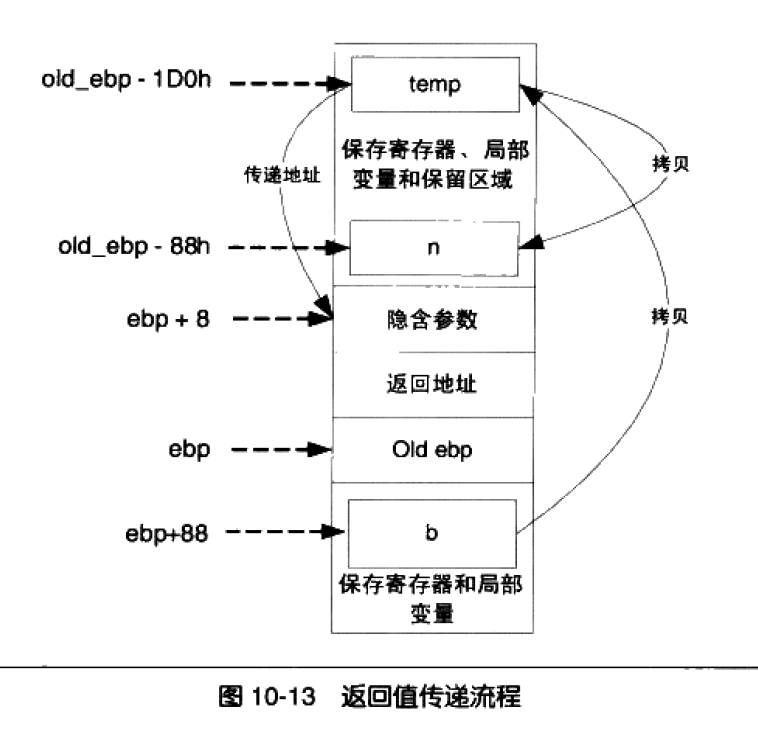 old_ebp - 1D0h
temp
保存寄存器、局部
变量和保留区域
传递地址
拷贝
old_ebp - 88h
n
ebp + 8
隐含参数
拷贝
返回地址
ebp
Old ebp
ebp+88
b
保存寄存器和局部
变量
图 10-13 返回值传递流程